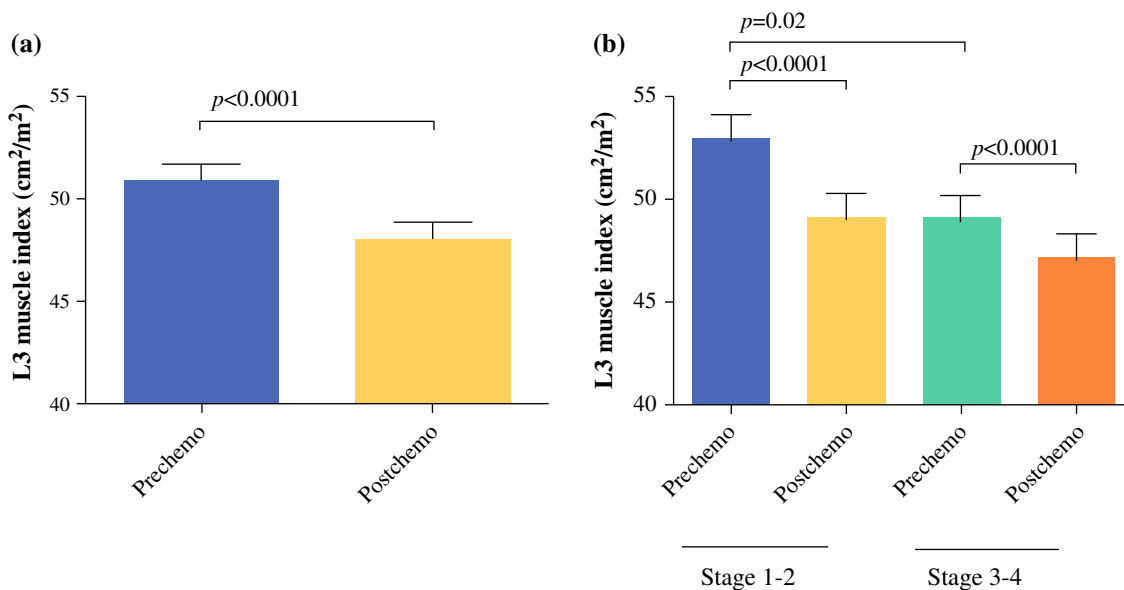 (a)
p<0.0001
L3 muscle index (cm²/m²)
55
50
45
40
Prechemo
Postchemo
(b)
p=0.02
p<0.0001
p<0.0001
L3 muscle index (cm²/m²)
55
50
45
40
Prechemo
Postchemo
Prechemo
Postchemo
Stage 1-2
Stage 3-4